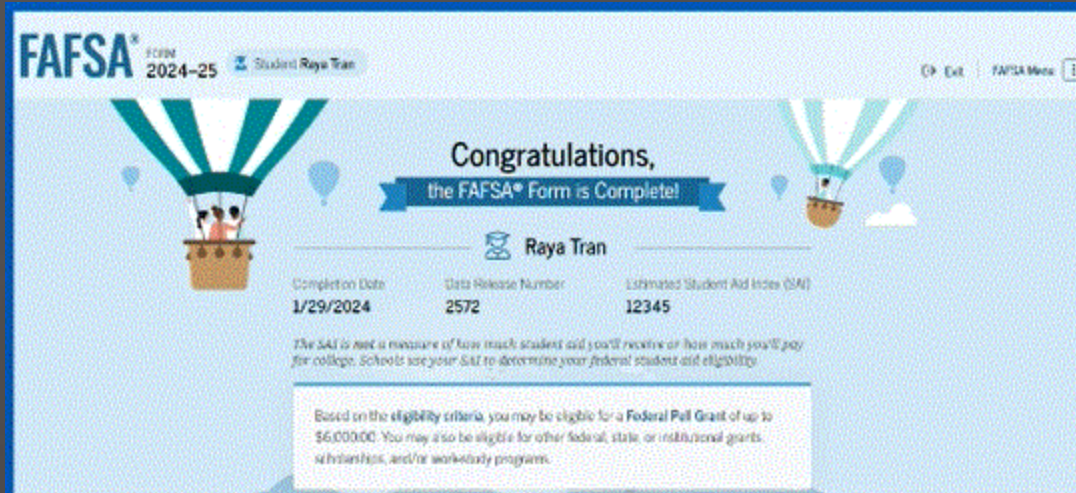 FAFSA® FORM 2024–25 Student Raya Tran
Exit FAFSA Menu
Congratulations,
the FAFSA® Form is Complete!
Raya Tran
Completion Date Data Release Number Estimated Student Aid Index (SAI)
1/29/2024 2572 12345
The SAI is not a measure of how much student aid you'll receive or how much you'll pay
for college. Schools use your SAI to determine your federal student aid eligibility.
Based on the eligibility criteria, you may be eligible for a Federal Pell Grant of up to
$6,000.00. You may also be eligible for other federal, state, or institutional grants,
scholarships, and/or work-study programs.